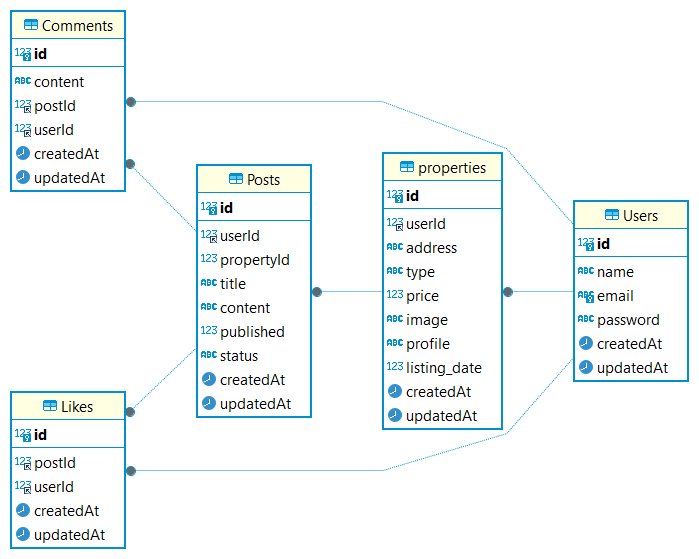 Comments
id
content
postId
userId
createdAt
updatedAt
Posts
id
userId
propertyId
title
content
published
status
createdAt
updatedAt
properties
id
userId
address
type
price
image
profile
listing_date
createdAt
updatedAt
Users
id
name
email
password
createdAt
updatedAt
Likes
id
postId
userId
createdAt
updatedAt